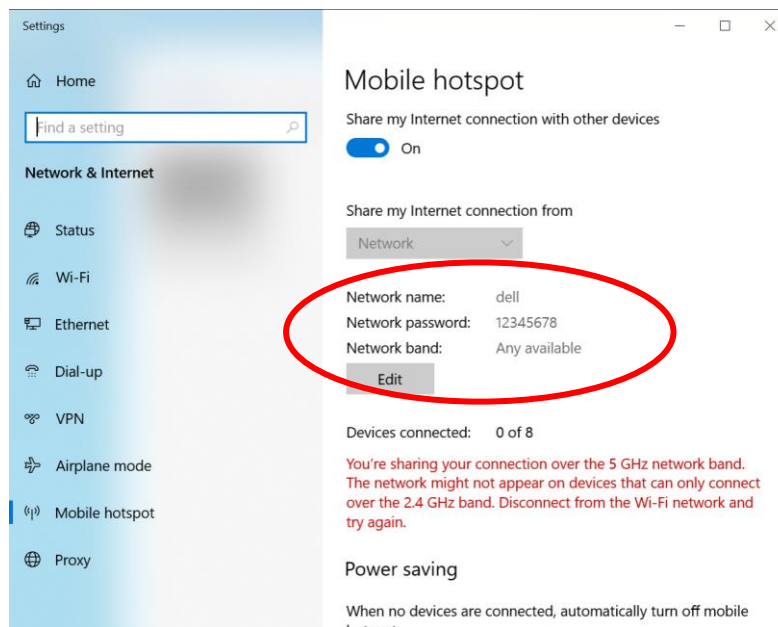 Settings
Home
Find a setting
Network & Internet
Status
Wi-Fi
Ethernet
Dial-up
VPN
Airplane mode
Mobile hotspot
Proxy
Mobile hotspot
Share my Internet connection with other devices
On
Share my Internet connection from
Network
Network name: dell
Network password: 12345678
Network band: Any available
Edit
Devices connected: 0 of 8
You're sharing your connection over the 5 GHz network band.
The network might not appear on devices that can only connect
over the 2.4 GHz band. Disconnect from the Wi-Fi network and
try again.
Power saving
When no devices are connected, automatically turn off mobile